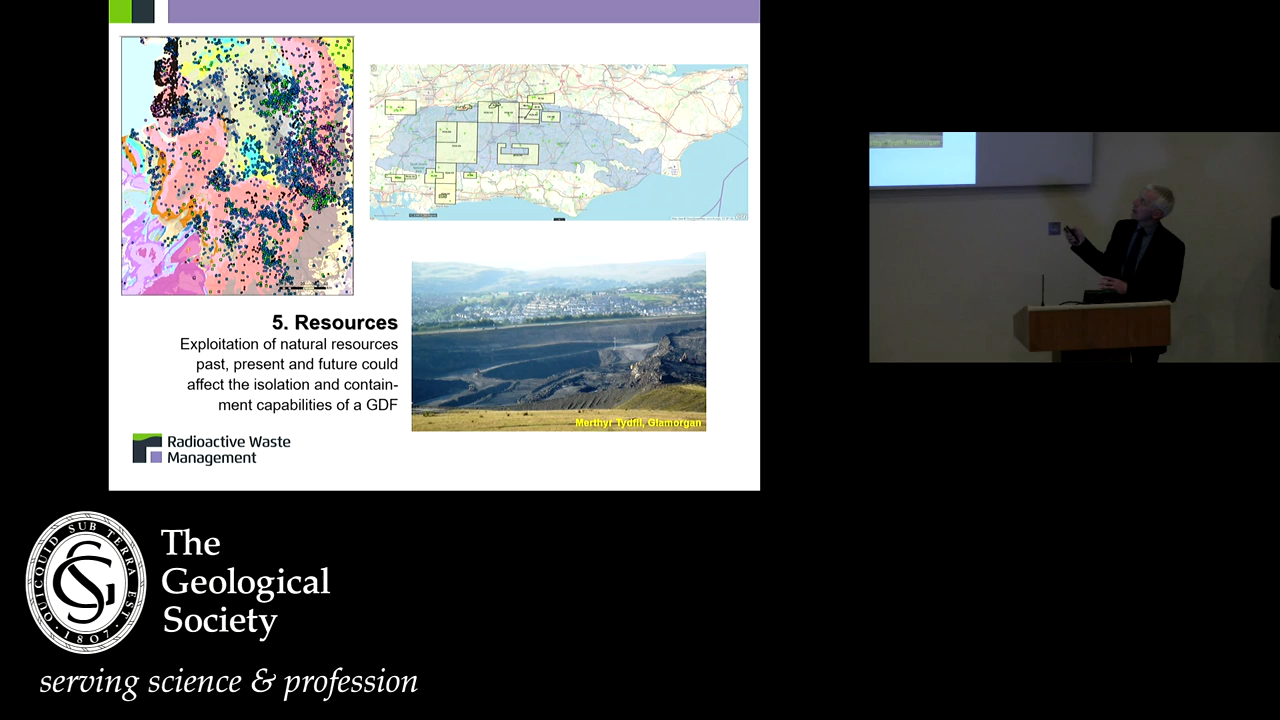 5. Resources
Exploitation of natural resources
past, present and future could
affect the isolation and contain-
ment capabilities of a GDF
Merthyr Tydfil, Glamorgan
Radioactive Waste
Management
QUICQUID SUB TERRA EST
1807
The
Geological
Society
serving science & profession